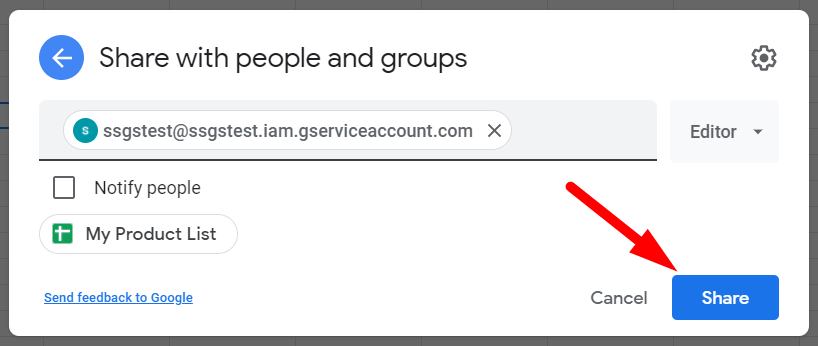 Share with people and groups
s ssgstest@ssgstest.iam.gserviceaccount.com
Editor
Notify people
My Product List
Send feedback to Google
Cancel
Share